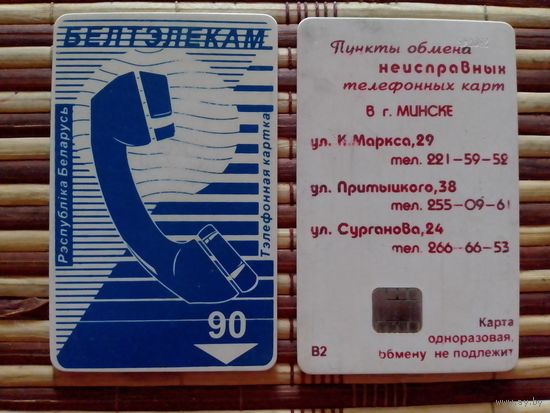 БЕЛТЭЛЕКАМ
Рэспубліка Беларусь
Тэлефонная картка
90
Пункты обмена
неисправных
телефонных карт
в г. МИНСКЕ
ул. К.Маркса,29
тел. 221-59-52
ул. Притыцкого,38
тел. 255-09-61
ул. Сурганова,24
тел. 266-66-53
Карта
одноразовая,
обмену не подлежит
B2